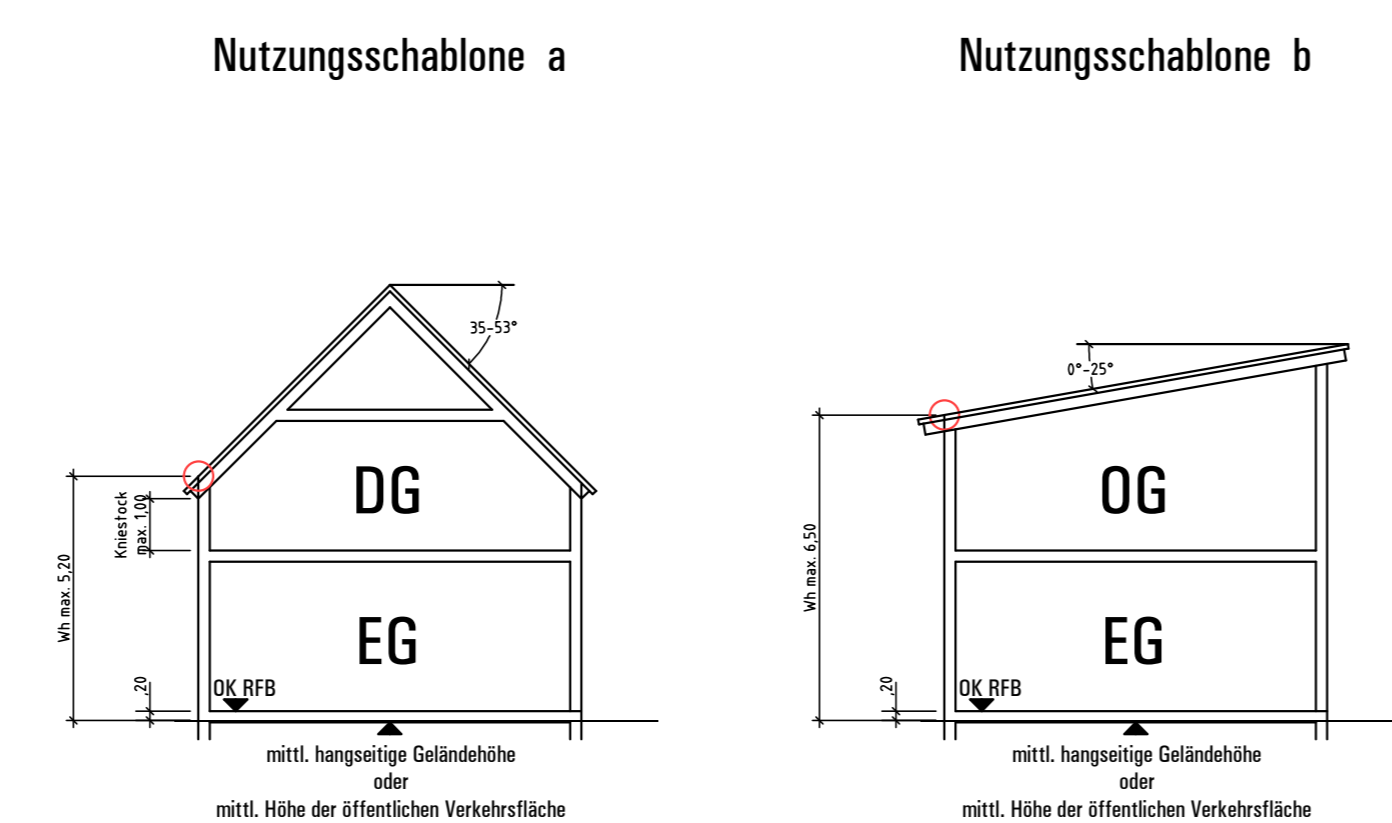 Nutzungsschablone a
35-53°
DG
Kniestock
max. 1,00
Wh max. 5,20
EG
,20
OK RFB
mittl. hangseitige Geländehöhe
oder
mittl. Höhe der öffentlichen Verkehrsfläche
Nutzungsschablone b
0°-25°
OG
Wh max. 6,50
EG
,20
OK RFB
mittl. hangseitige Geländehöhe
oder
mittl. Höhe der öffentlichen Verkehrsfläche